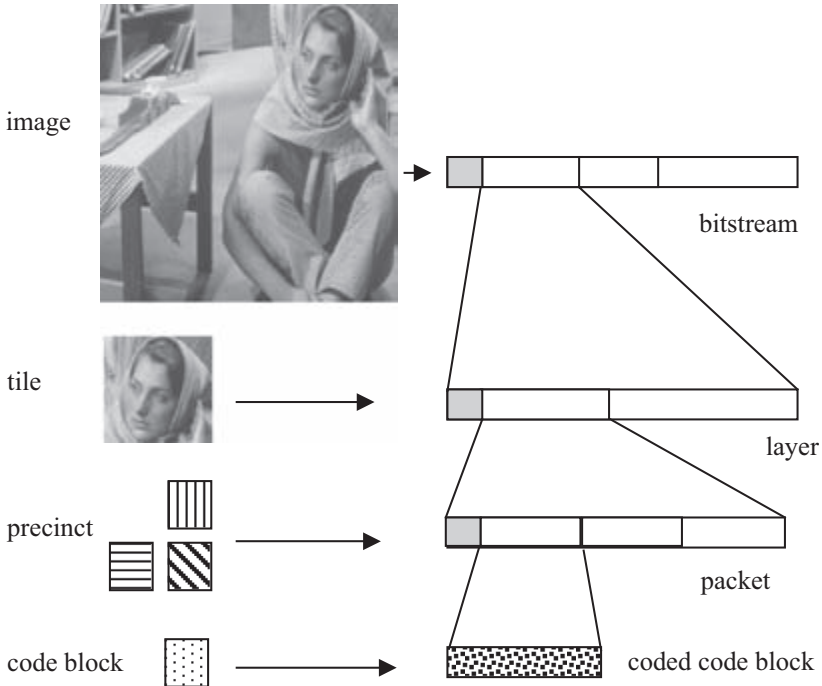 image
bitstream
tile
layer
precinct
packet
code block
coded code block